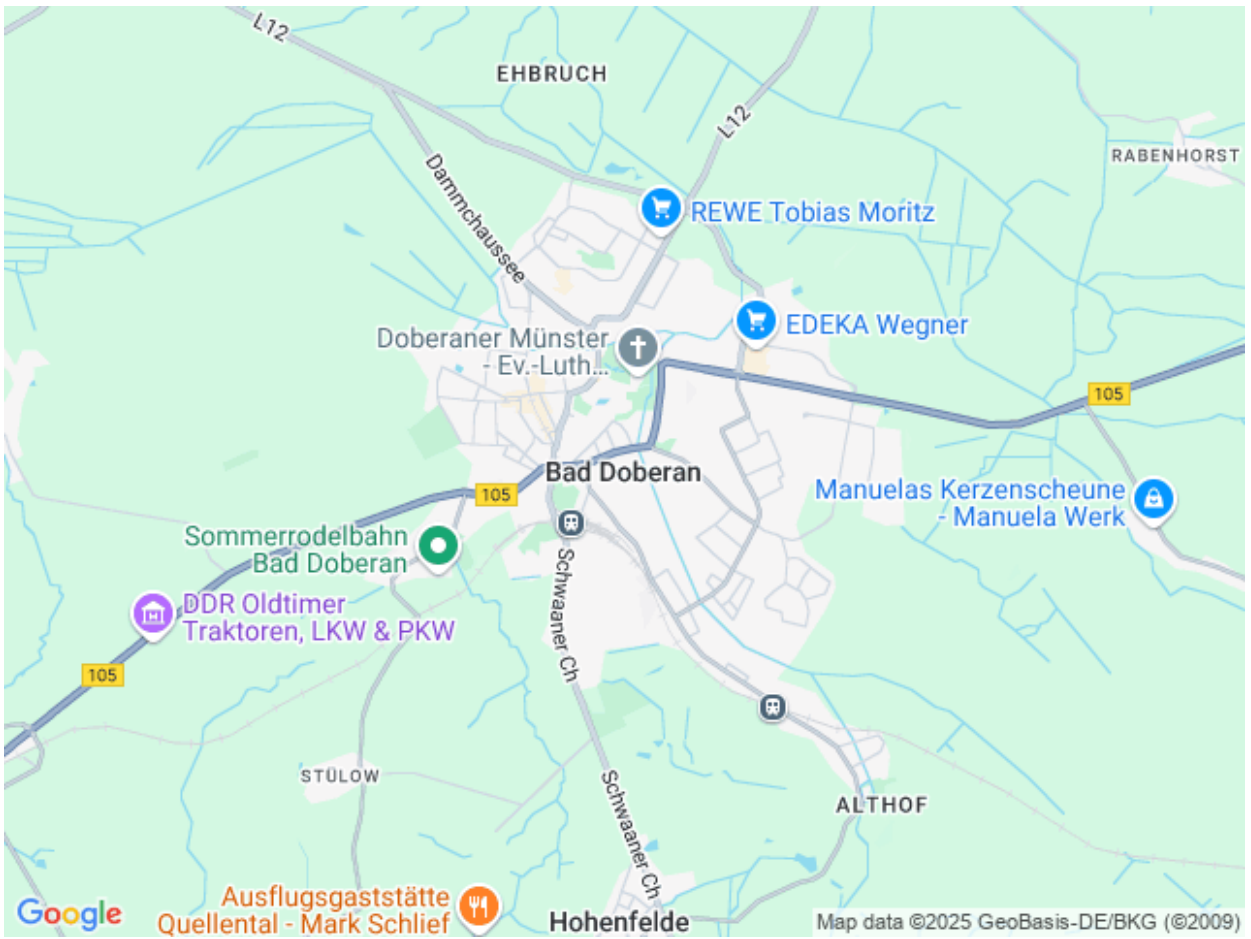 L12
EHBRUCH
L12
RABENHORST
Dammchaussee
REWE Tobias Moritz
EDEKA Wegner
Doberaner Münster
- Ev.-Luth...
105
Bad Doberan
105
Manuelas Kerzenscheune
- Manuela Werk
Sommerrodelbahn
Bad Doberan
Schwaaner Ch
DDR Oldtimer
Traktoren, LKW & PKW
105
STÜLOW
Schwaaner Ch
ALTHOF
Ausflugsgaststätte
Quellental - Mark Schlief
Hohenfelde
Google
Map data ©2025 GeoBasis-DE/BKG (©2009)